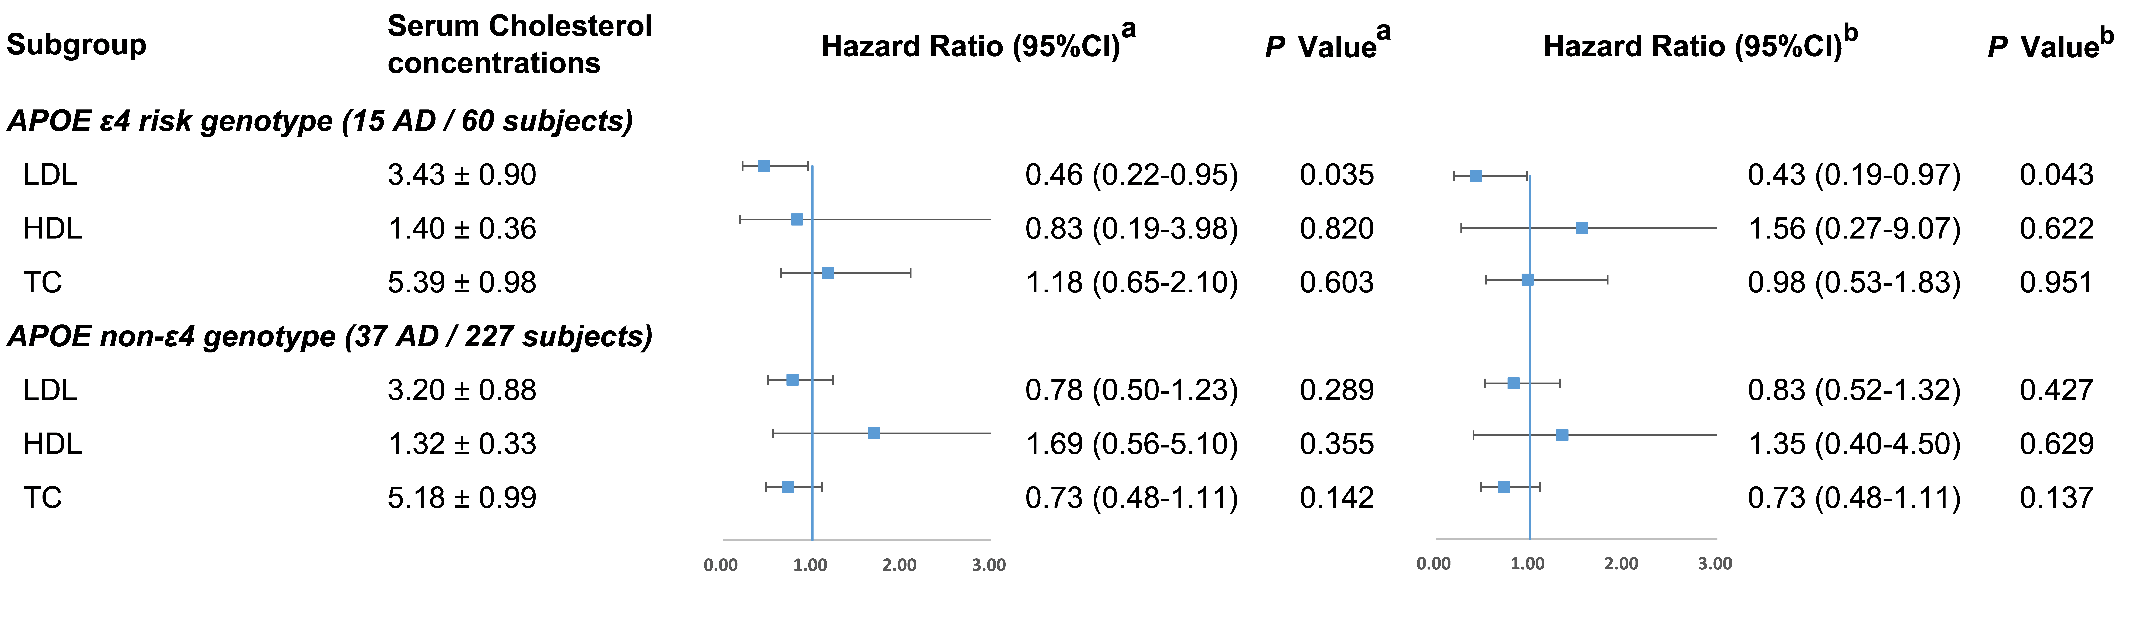 Subgroup Serum Cholesterol concentrations Hazard Ratio (95%CI)a P Valuea Hazard Ratio (95%CI)b P Valueb
APOE ε4 risk genotype (15 AD / 60 subjects)
LDL 3.43 ± 0.90 0.46 (0.22-0.95) 0.035 0.43 (0.19-0.97) 0.043
HDL 1.40 ± 0.36 0.83 (0.19-3.98) 0.820 1.56 (0.27-9.07) 0.622
TC 5.39 ± 0.98 1.18 (0.65-2.10) 0.603 0.98 (0.53-1.83) 0.951
APOE non-ε4 genotype (37 AD / 227 subjects)
LDL 3.20 ± 0.88 0.78 (0.50-1.23) 0.289 0.83 (0.52-1.32) 0.427
HDL 1.32 ± 0.33 1.69 (0.56-5.10) 0.355 1.35 (0.40-4.50) 0.629
TC 5.18 ± 0.99 0.73 (0.48-1.11) 0.142 0.73 (0.48-1.11) 0.137
0.00 1.00 2.00 3.00 0.00 1.00 2.00 3.00